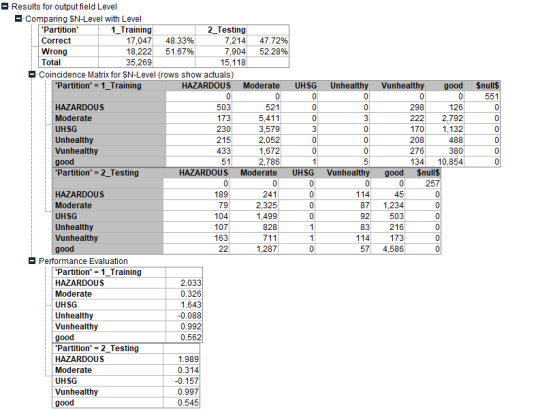 Results for output field Level
Comparing $N-Level with Level
'Partition' 1_Training 2_Testing
Correct 17,047 48.33% 7,214 47.72%
Wrong 18,222 51.67% 7,904 52.28%
Total 35,269 15,118
Coincidence Matrix for $N-Level (rows show actuals)
'Partition' = 1_Training HAZARDOUS Moderate UHSG Unhealthy Vunhealthy good $null$
0 0 0 0 0 0 551
HAZARDOUS 503 521 0 0 298 126 0
Moderate 173 5,411 0 3 222 2,792 0
UHSG 230 3,579 3 0 170 1,132 0
Unhealthy 215 2,052 0 0 208 488 0
Vunhealthy 433 1,672 0 0 276 380 0
good 51 2,786 1 5 134 10,854 0
'Partition' = 2_Testing HAZARDOUS Moderate UHSG Vunhealthy good $null$
0 0 0 0 0 257
HAZARDOUS 189 241 0 114 45 0
Moderate 79 2,325 0 87 1,234 0
UHSG 104 1,499 0 92 503 0
Unhealthy 107 828 1 83 216 0
Vunhealthy 163 711 1 114 173 0
good 22 1,287 0 57 4,586 0
Performance Evaluation
'Partition' = 1_Training
HAZARDOUS 2.033
Moderate 0.326
UHSG 1.643
Unhealthy -0.088
Vunhealthy 0.992
good 0.562
'Partition' = 2_Testing
HAZARDOUS 1.989
Moderate 0.314
UHSG -0.157
Vunhealthy 0.997
good 0.545